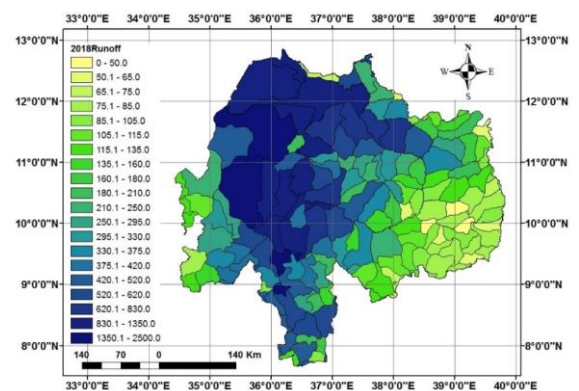 33°0'0"E 34°0'0"E 35°0'0"E 36°0'0"E 37°0'0"E 38°0'0"E 39°0'0"E 40°0'0"E
13°0'0"N
12°0'0"N
11°0'0"N
10°0'0"N
9°0'0"N
8°0'0"N
2018Runoff
0 - 50.0
50.1 - 65.0
65.1 - 75.0
75.1 - 85.0
85.1 - 105.0
105.1 - 115.0
115.1 - 135.0
135.1 - 160.0
160.1 - 180.0
180.1 - 210.0
210.1 - 250.0
250.1 - 295.0
295.1 - 330.0
330.1 - 375.0
375.1 - 420.0
420.1 - 520.0
520.1 - 620.0
620.1 - 830.0
830.1 - 1350.0
1350.1 - 2500.0
N
W E
S
13°0'0"N
12°0'0"N
11°0'0"N
10°0'0"N
9°0'0"N
8°0'0"N
140 70 0 140 Km
33°0'0"E 34°0'0"E 35°0'0"E 36°0'0"E 37°0'0"E 38°0'0"E 39°0'0"E 40°0'0"E